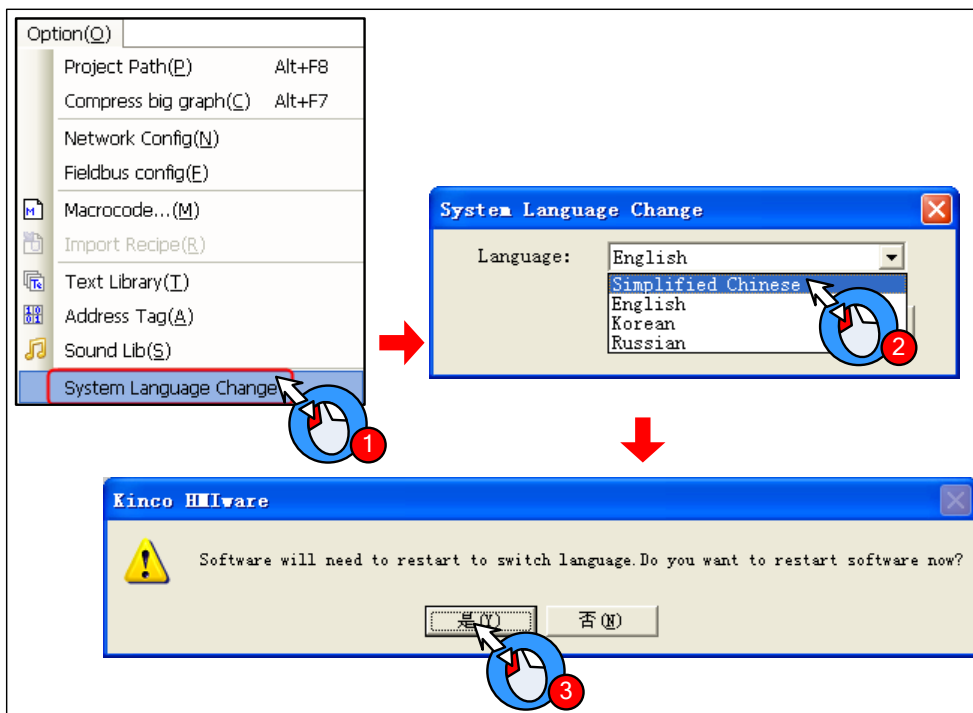 Option(O)
Project Path(P) Alt+F8
Compress big graph(C) Alt+F7
Network Config(N)
Fieldbus config(F)
Macrocode...(M)
Import Recipe(R)
Text Library(T)
Address Tag(A)
Sound Lib(S)
System Language Change
1
System Language Change
Language: English
Simplified Chinese
English
Korean
Russian
2
Kinco HMIware
Software will need to restart to switch language.Do you want to restart software now?
是(Y) 否(N)
3